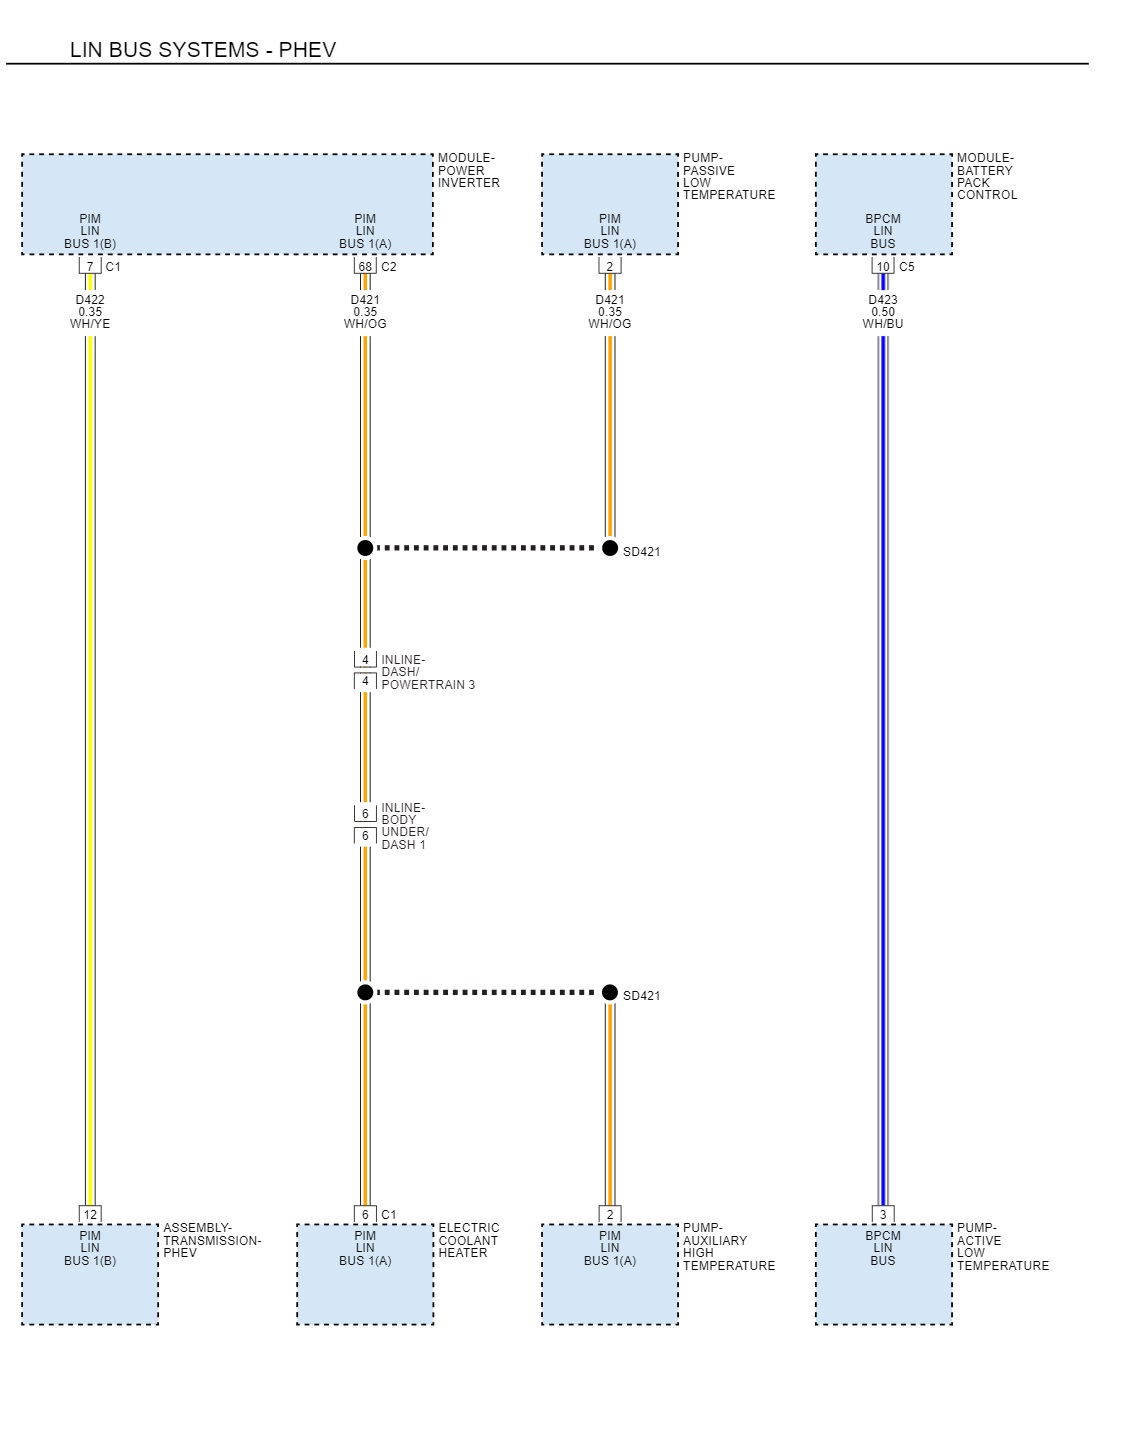 LIN BUS SYSTEMS - PHEV
MODULE-
POWER
INVERTER
PUMP-
PASSIVE
LOW
TEMPERATURE
MODULE-
BATTERY
PACK
CONTROL
PIM
LIN
BUS 1(B)
PIM
LIN
BUS 1(A)
PIM
LIN
BUS 1(A)
BPCM
LIN
BUS
7 C1
68 C2
2
10 C5
D422
0.35
WH/YE
D421
0.35
WH/OG
D421
0.35
WH/OG
D423
0.50
WH/BU
SD421
4
4
INLINE-
DASH/
POWERTRAIN 3
6
6
INLINE-
BODY
UNDER/
DASH 1
SD421
12
6 C1
2
3
PIM
LIN
BUS 1(B)
ASSEMBLY-
TRANSMISSION-
PHEV
PIM
LIN
BUS 1(A)
ELECTRIC
COOLANT
HEATER
PIM
LIN
BUS 1(A)
PUMP-
AUXILIARY
HIGH
TEMPERATURE
BPCM
LIN
BUS
PUMP-
ACTIVE
LOW
TEMPERATURE